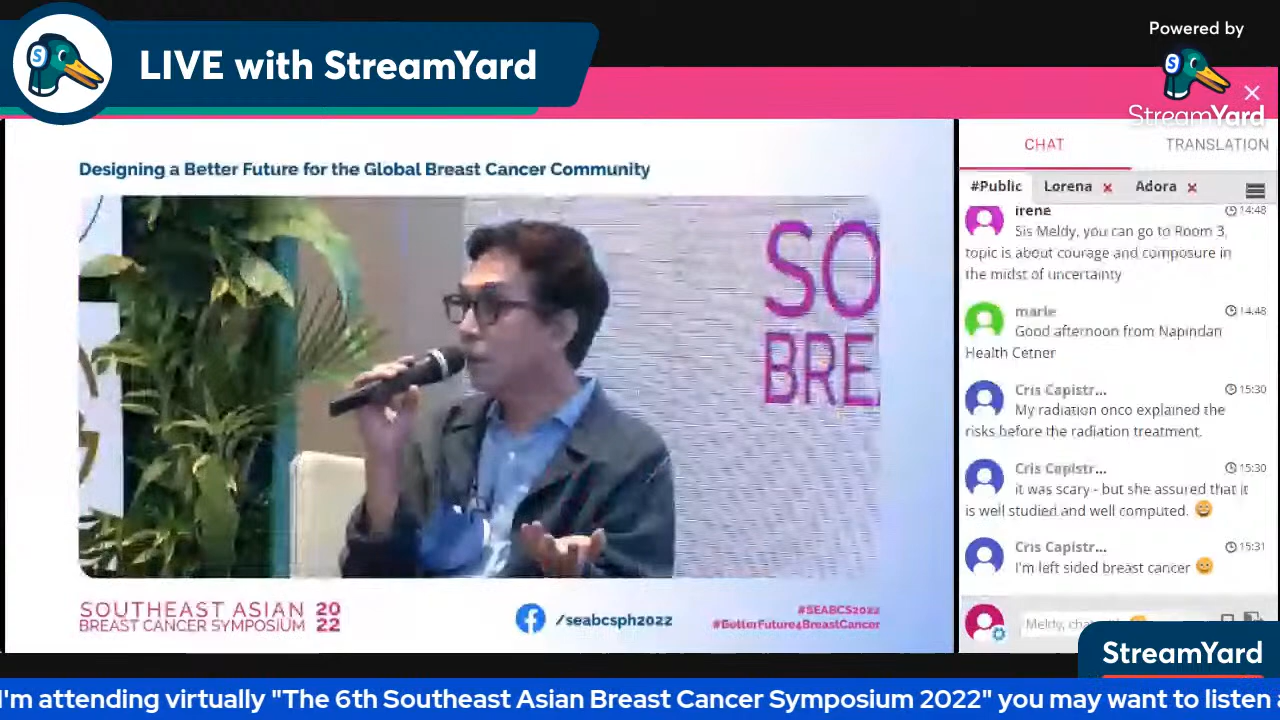 LIVE with StreamYard
Powered by
StreamYard
Designing a Better Future for the Global Breast Cancer Community
SO
BREA
SOUTHEAST ASIAN 20
BREAST CANCER SYMPOSIUM 22
/seabcsph2022
#SEABCS2022
#BetterFuture4BreastCancer
CHAT TRANSLATION
#Public Lorena × Adora ×
irene 14:48
Sis Meldy, you can go to Room 3,
topic is about courage and composure in
the midst of uncertainty
marie 14:48
Good afternoon from Napindan
Health Cetner
Cris Capistr... 15:30
My radiation onco explained the
risks before the radiation treatment.
Cris Capistr... 15:30
it was scary - but she assured that it
is well studied and well computed. 😀
Cris Capistr... 15:31
I'm left sided breast cancer 😀
Meldy,
StreamYard
I'm attending virtually "The 6th Southeast Asian Breast Cancer Symposium 2022" you may want to listen